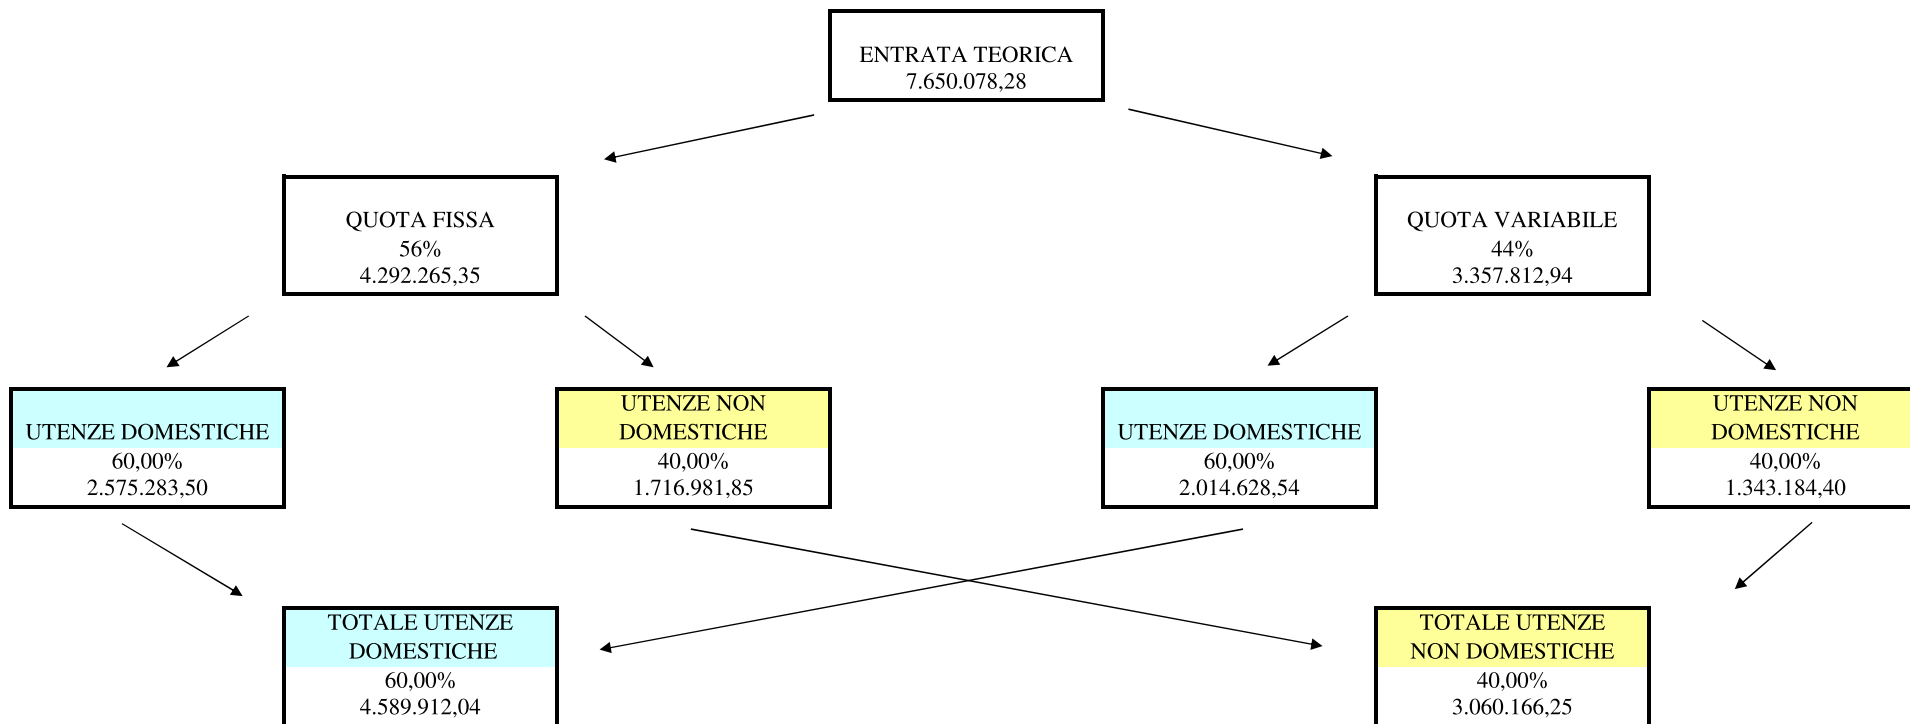 ENTRATA TEORICA
7.650.078,28
QUOTA FISSA
56%
4.292.265,35
QUOTA VARIABILE
44%
3.357.812,94
UTENZE DOMESTICHE
60,00%
2.575.283,50
UTENZE NON
DOMESTICHE
40,00%
1.716.981,85
UTENZE DOMESTICHE
60,00%
2.014.628,54
UTENZE NON
DOMESTICHE
40,00%
1.343.184,40
TOTALE UTENZE
DOMESTICHE
60,00%
4.589.912,04
TOTALE UTENZE
NON DOMESTICHE
40,00%
3.060.166,25